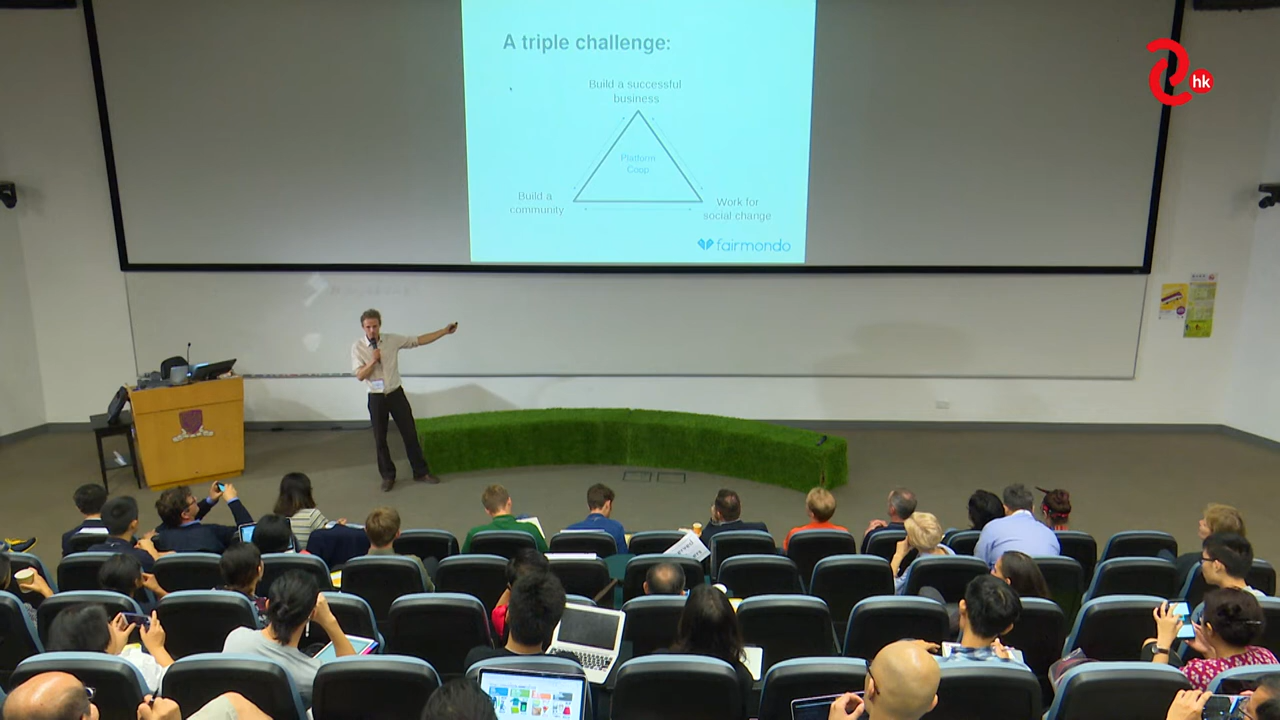 A triple challenge:
Build a successful
business
Platform
Coop
Build a
community
Work for
social change
fairmondo
hk